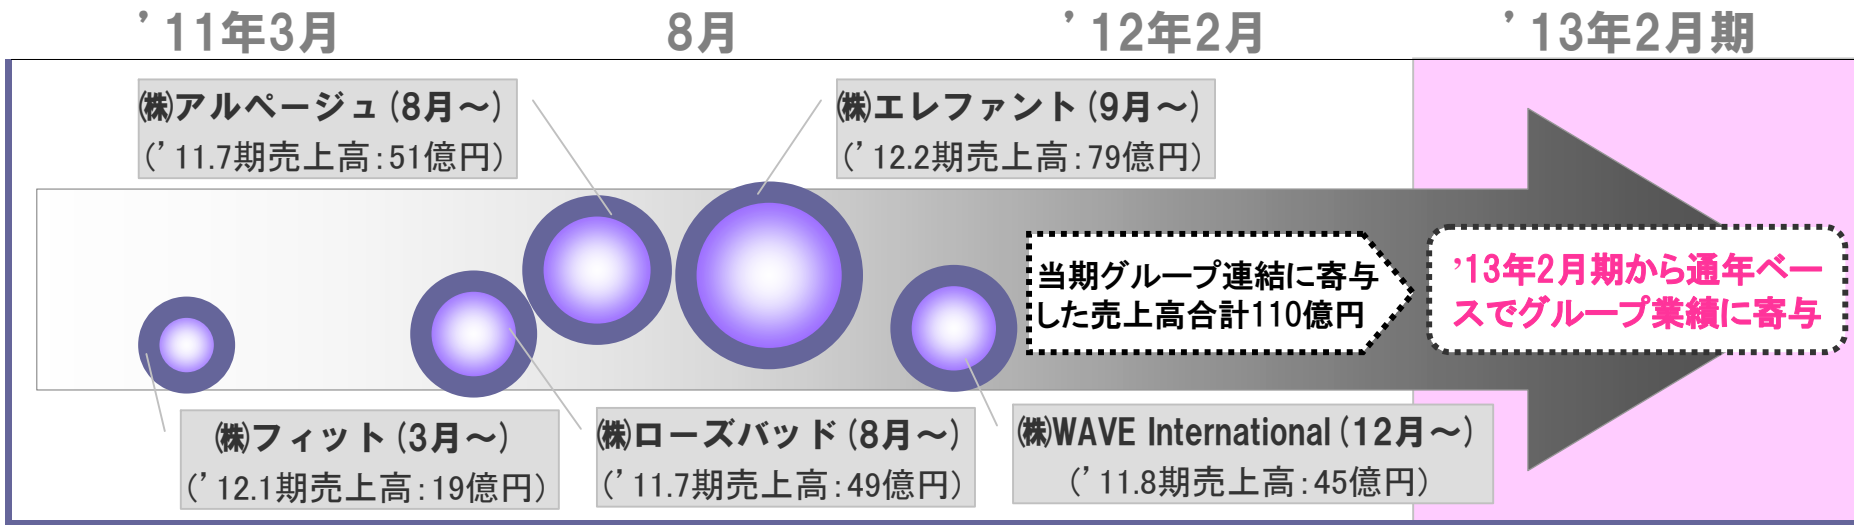 ’11年3月
8月
’12年2月
’13年2月期
㈱アルページュ(8月～)
(’11.7期売上高:51億円)
㈱エレファント(9月～)
(’12.2期売上高:79億円)
当期グループ連結に寄与
した売上高合計110億円
’13年2月期から通年ベー
スでグループ業績に寄与
㈱フィット(3月～)
(’12.1期売上高:19億円)
㈱ローズバッド(8月～)
(’11.7期売上高:49億円)
㈱WAVE International(12月～)
(’11.8期売上高:45億円)